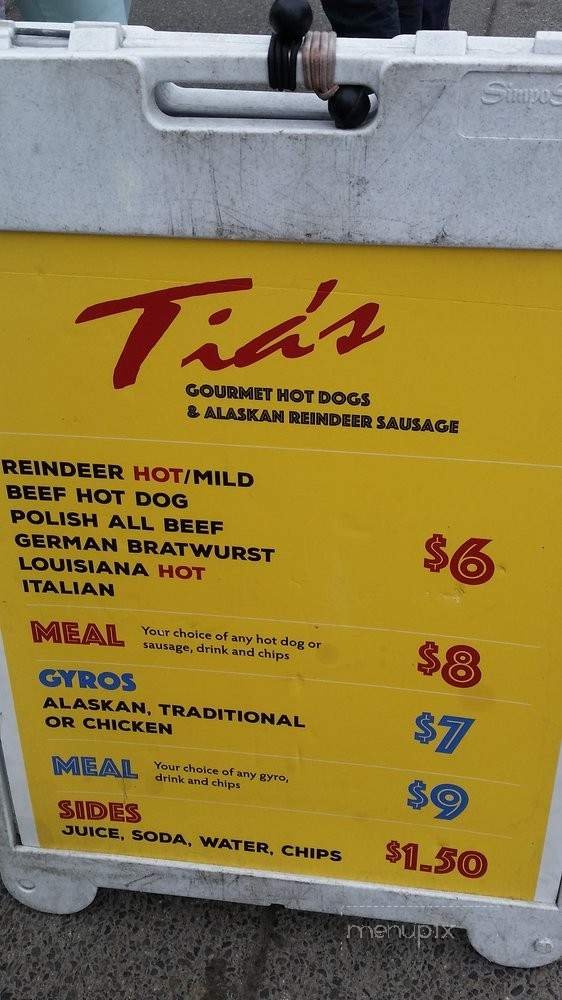 Tia's
GOURMET HOT DOGS
& ALASKAN REINDEER SAUSAGE
REINDEER HOT/MILD
BEEF HOT DOG
POLISH ALL BEEF
GERMAN BRATWURST
LOUISIANA HOT
ITALIAN
$6
MEAL Your choice of any hot dog or
sausage, drink and chips
$8
GYROS
ALASKAN, TRADITIONAL
OR CHICKEN
$7
MEAL Your choice of any gyro,
drink and chips
$9
SIDES
JUICE, SODA, WATER, CHIPS
$1.50
menupix